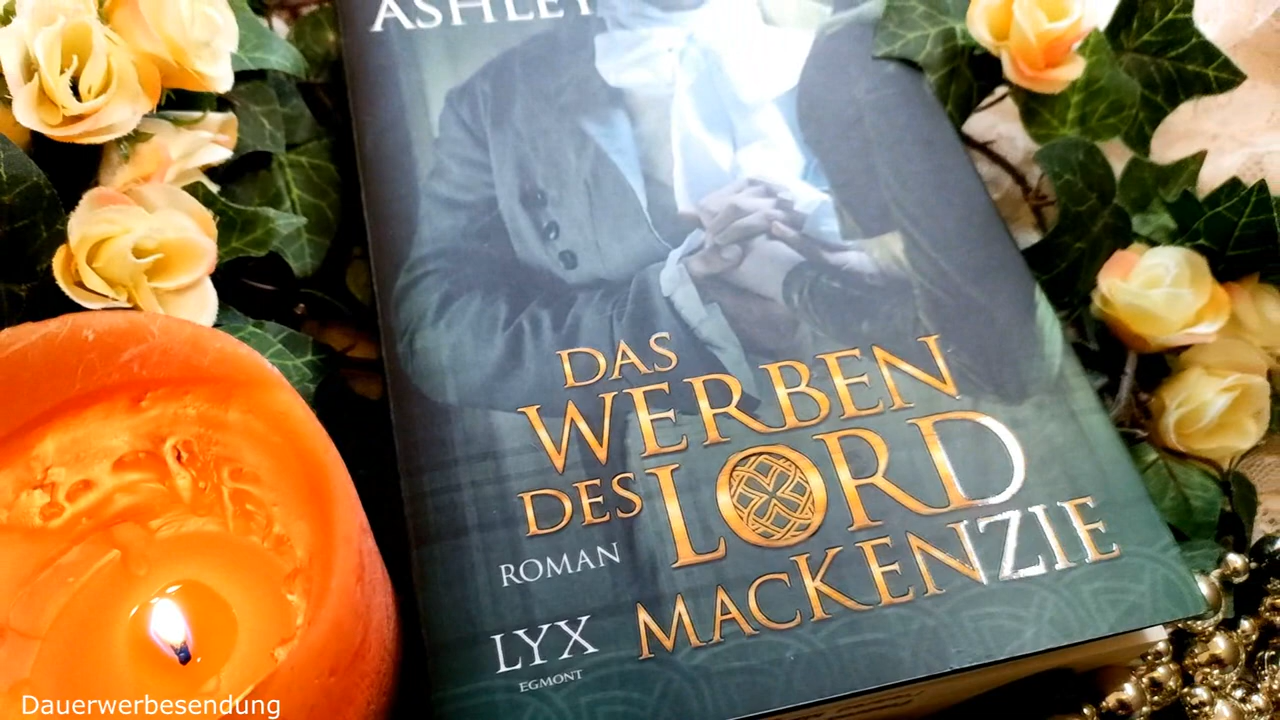 ASHLEY
DAS
WERBEN
DES LORD
ROMAN
MACKENZIE
LYX
EGMONT
Dauerwerbesendung